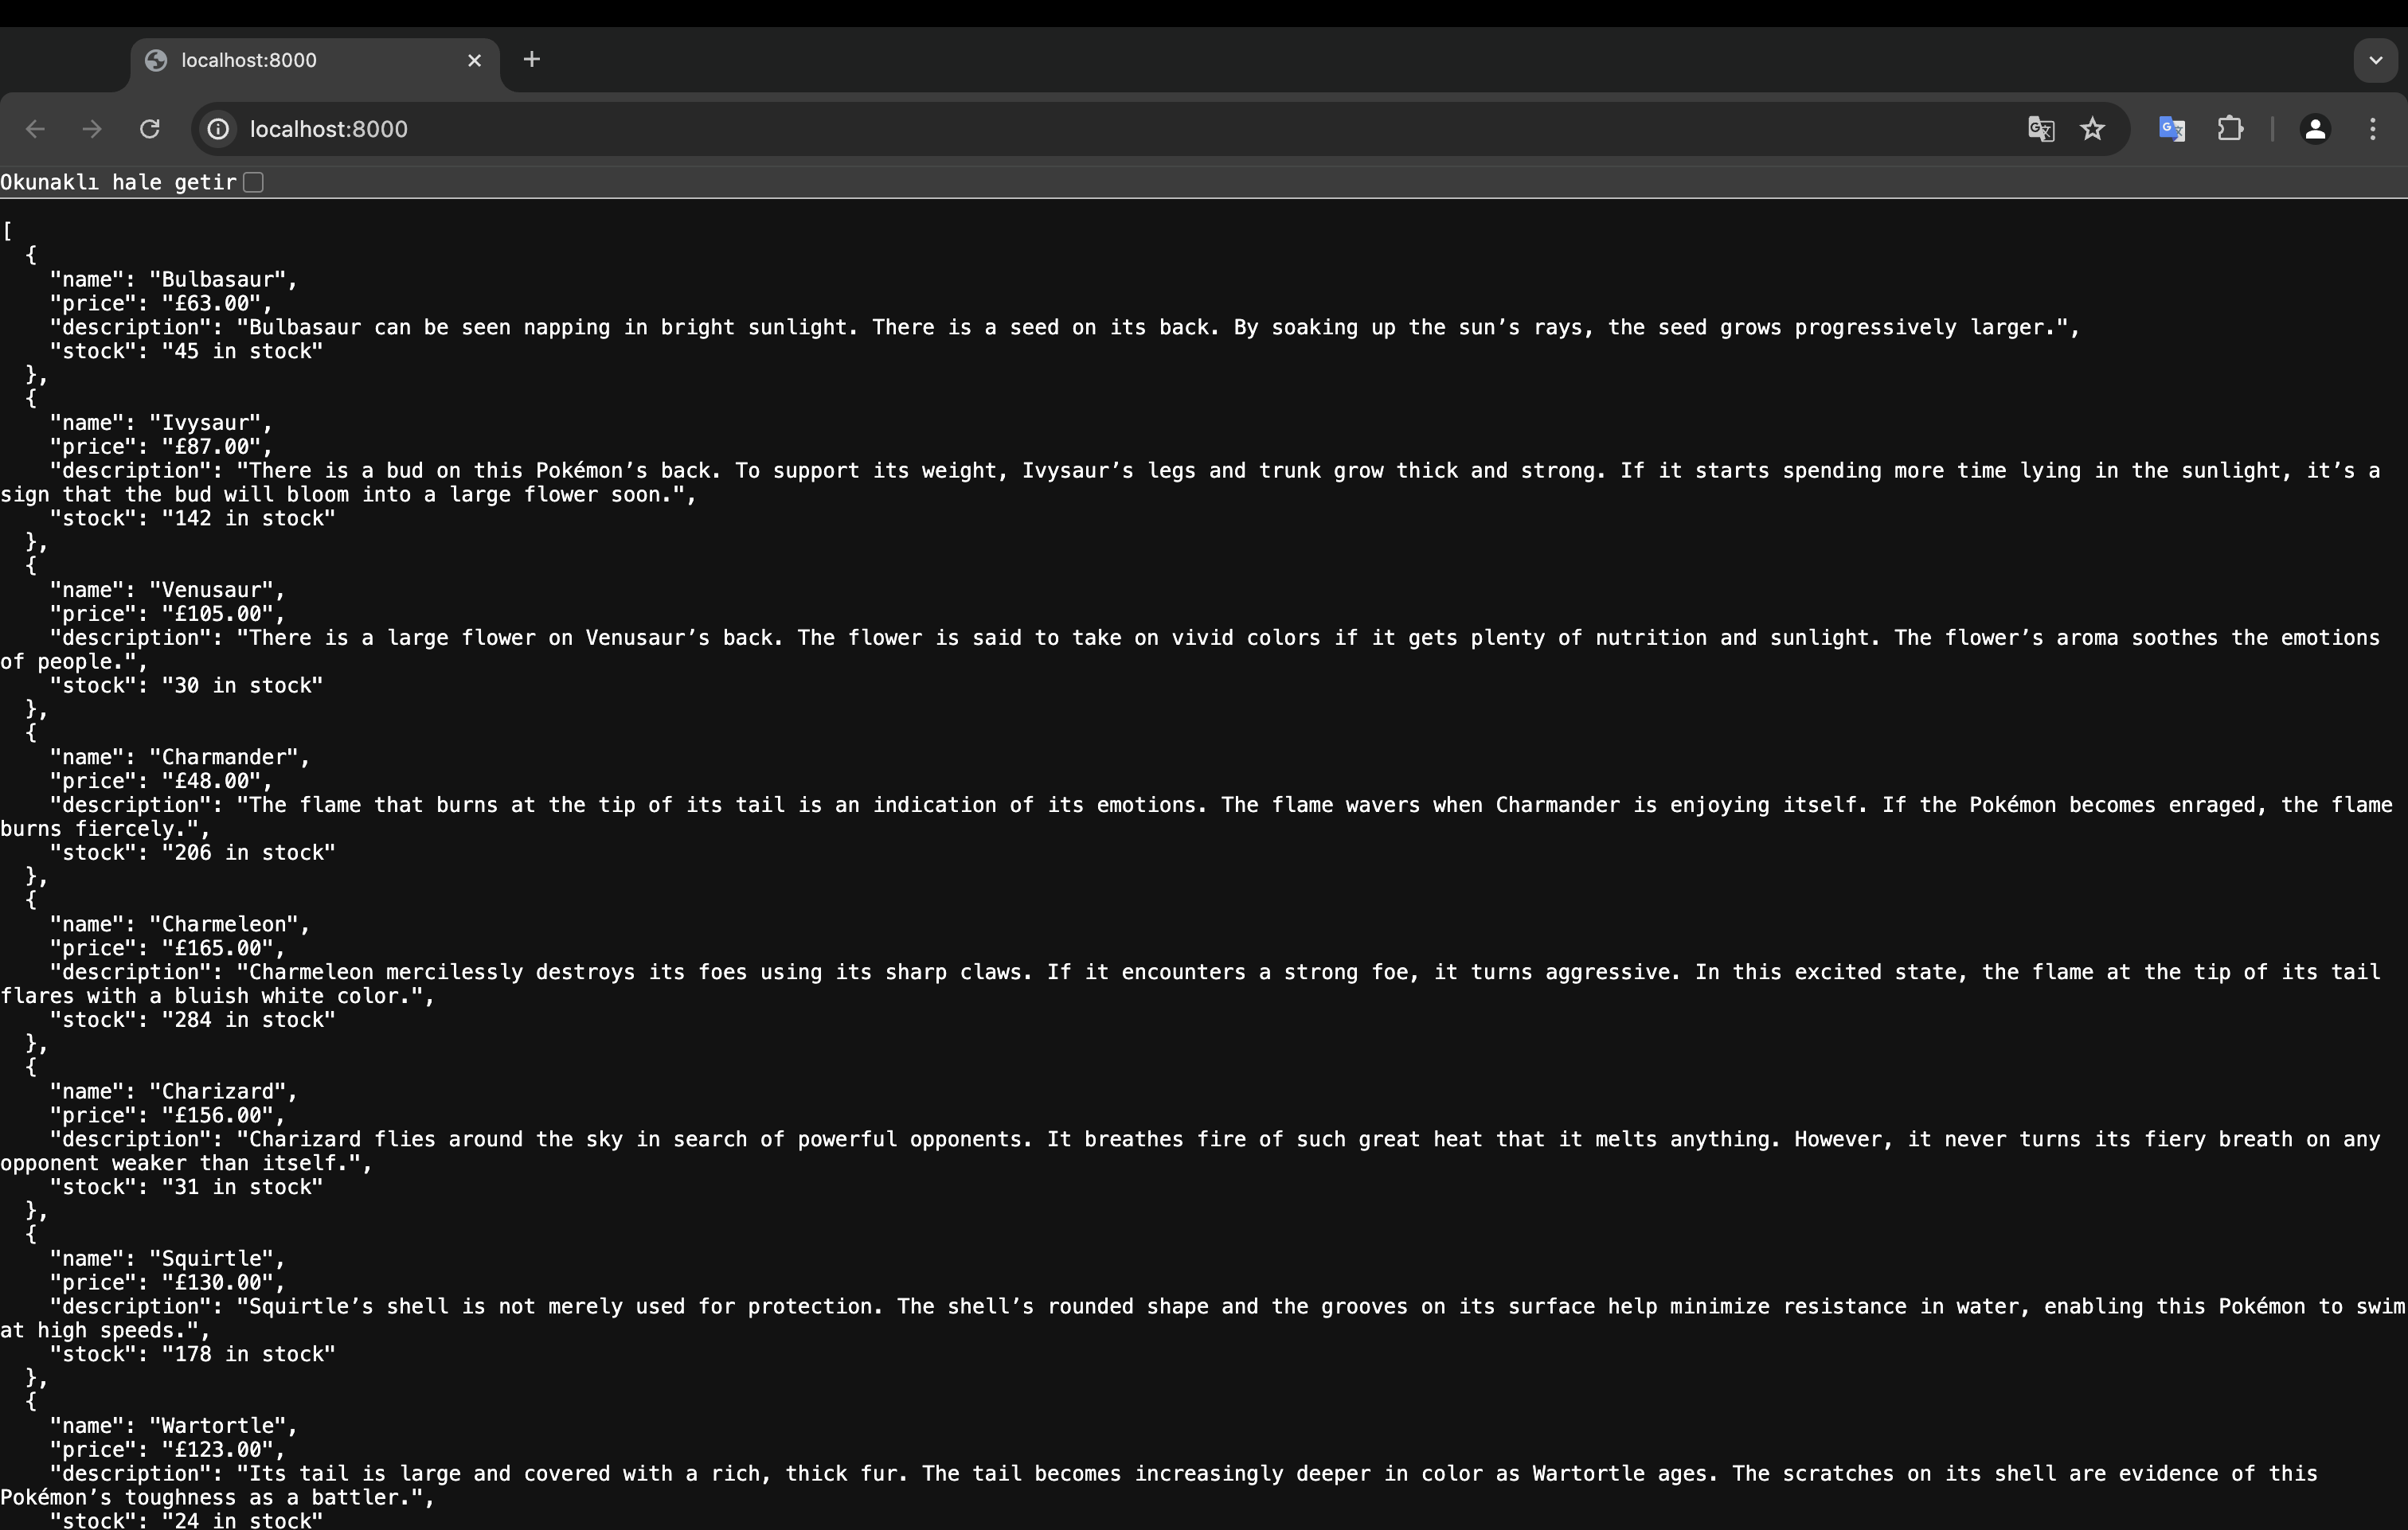 localhost:8000
localhost:8000
Okunaklı hale getir
[
  {
    "name": "Bulbasaur",
    "price": "£63.00",
    "description": "Bulbasaur can be seen napping in bright sunlight. There is a seed on its back. By soaking up the sun’s rays, the seed grows progressively larger.",
    "stock": "45 in stock"
  },
  {
    "name": "Ivysaur",
    "price": "£87.00",
    "description": "There is a bud on this Pokémon’s back. To support its weight, Ivysaur’s legs and trunk grow thick and strong. If it starts spending more time lying in the sunlight, it’s a
sign that the bud will bloom into a large flower soon.",
    "stock": "142 in stock"
  },
  {
    "name": "Venusaur",
    "price": "£105.00",
    "description": "There is a large flower on Venusaur’s back. The flower is said to take on vivid colors if it gets plenty of nutrition and sunlight. The flower’s aroma soothes the emotions
of people.",
    "stock": "30 in stock"
  },
  {
    "name": "Charmander",
    "price": "£48.00",
    "description": "The flame that burns at the tip of its tail is an indication of its emotions. The flame wavers when Charmander is enjoying itself. If the Pokémon becomes enraged, the flame
burns fiercely.",
    "stock": "206 in stock"
  },
  {
    "name": "Charmeleon",
    "price": "£165.00",
    "description": "Charmeleon mercilessly destroys its foes using its sharp claws. If it encounters a strong foe, it turns aggressive. In this excited state, the flame at the tip of its tail
flares with a bluish white color.",
    "stock": "284 in stock"
  },
  {
    "name": "Charizard",
    "price": "£156.00",
    "description": "Charizard flies around the sky in search of powerful opponents. It breathes fire of such great heat that it melts anything. However, it never turns its fiery breath on any
opponent weaker than itself.",
    "stock": "31 in stock"
  },
  {
    "name": "Squirtle",
    "price": "£130.00",
    "description": "Squirtle’s shell is not merely used for protection. The shell’s rounded shape and the grooves on its surface help minimize resistance in water, enabling this Pokémon to swim
at high speeds.",
    "stock": "178 in stock"
  },
  {
    "name": "Wartortle",
    "price": "£123.00",
    "description": "Its tail is large and covered with a rich, thick fur. The tail becomes increasingly deeper in color as Wartortle ages. The scratches on its shell are evidence of this
Pokémon’s toughness as a battler.",
    "stock": "24 in stock"